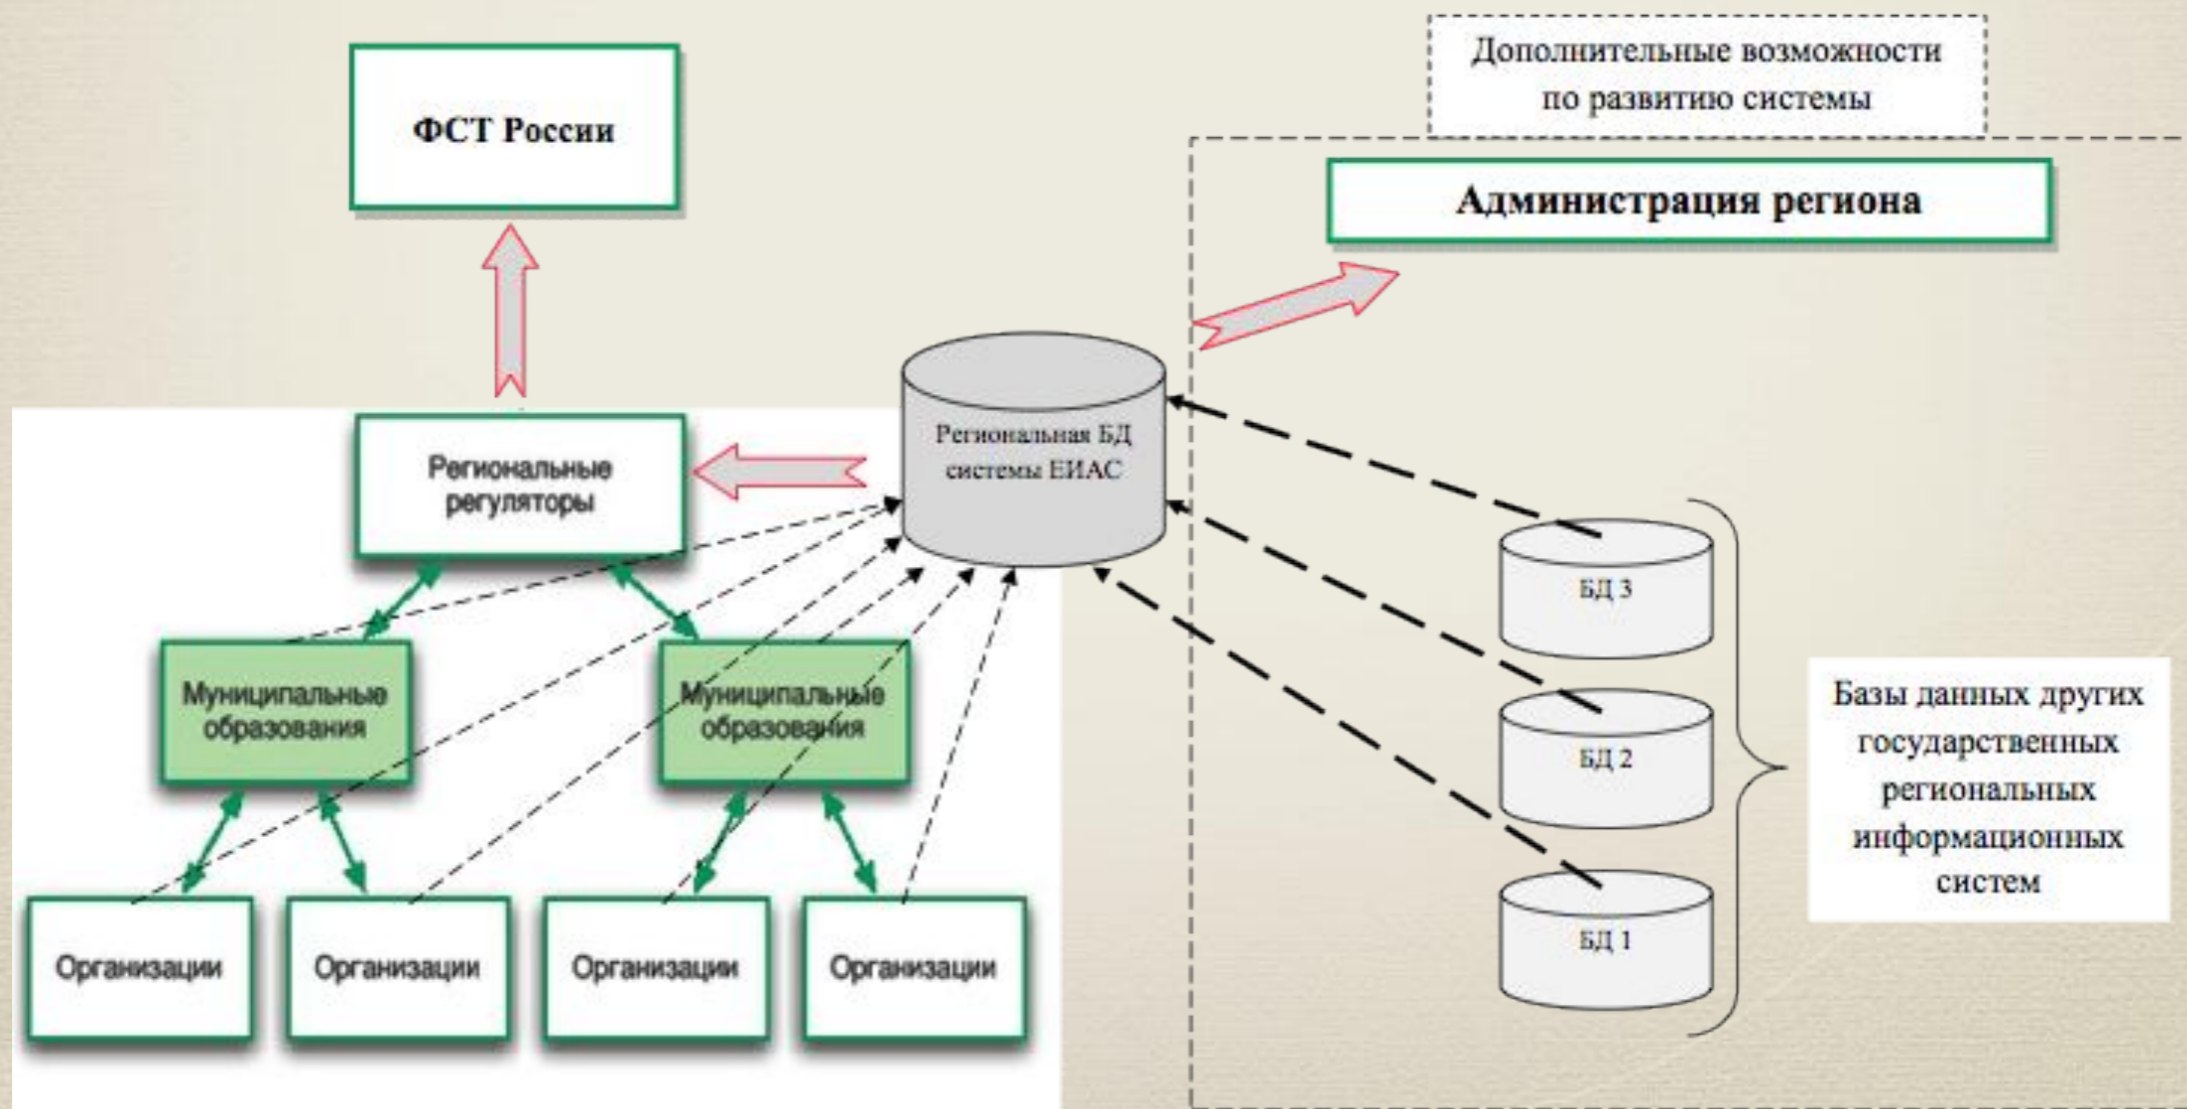 Дополнительные возможности
по развитию системы
ФСТ России
Администрация региона
Региональная БД
системы ЕИАС
Региональные
регуляторы
БД 3
Муниципальные
образования
Муниципальные
образования
БД 2
Базы данных других
государственных
региональных
информационных
систем
БД 1
Организации
Организации
Организации
Организации